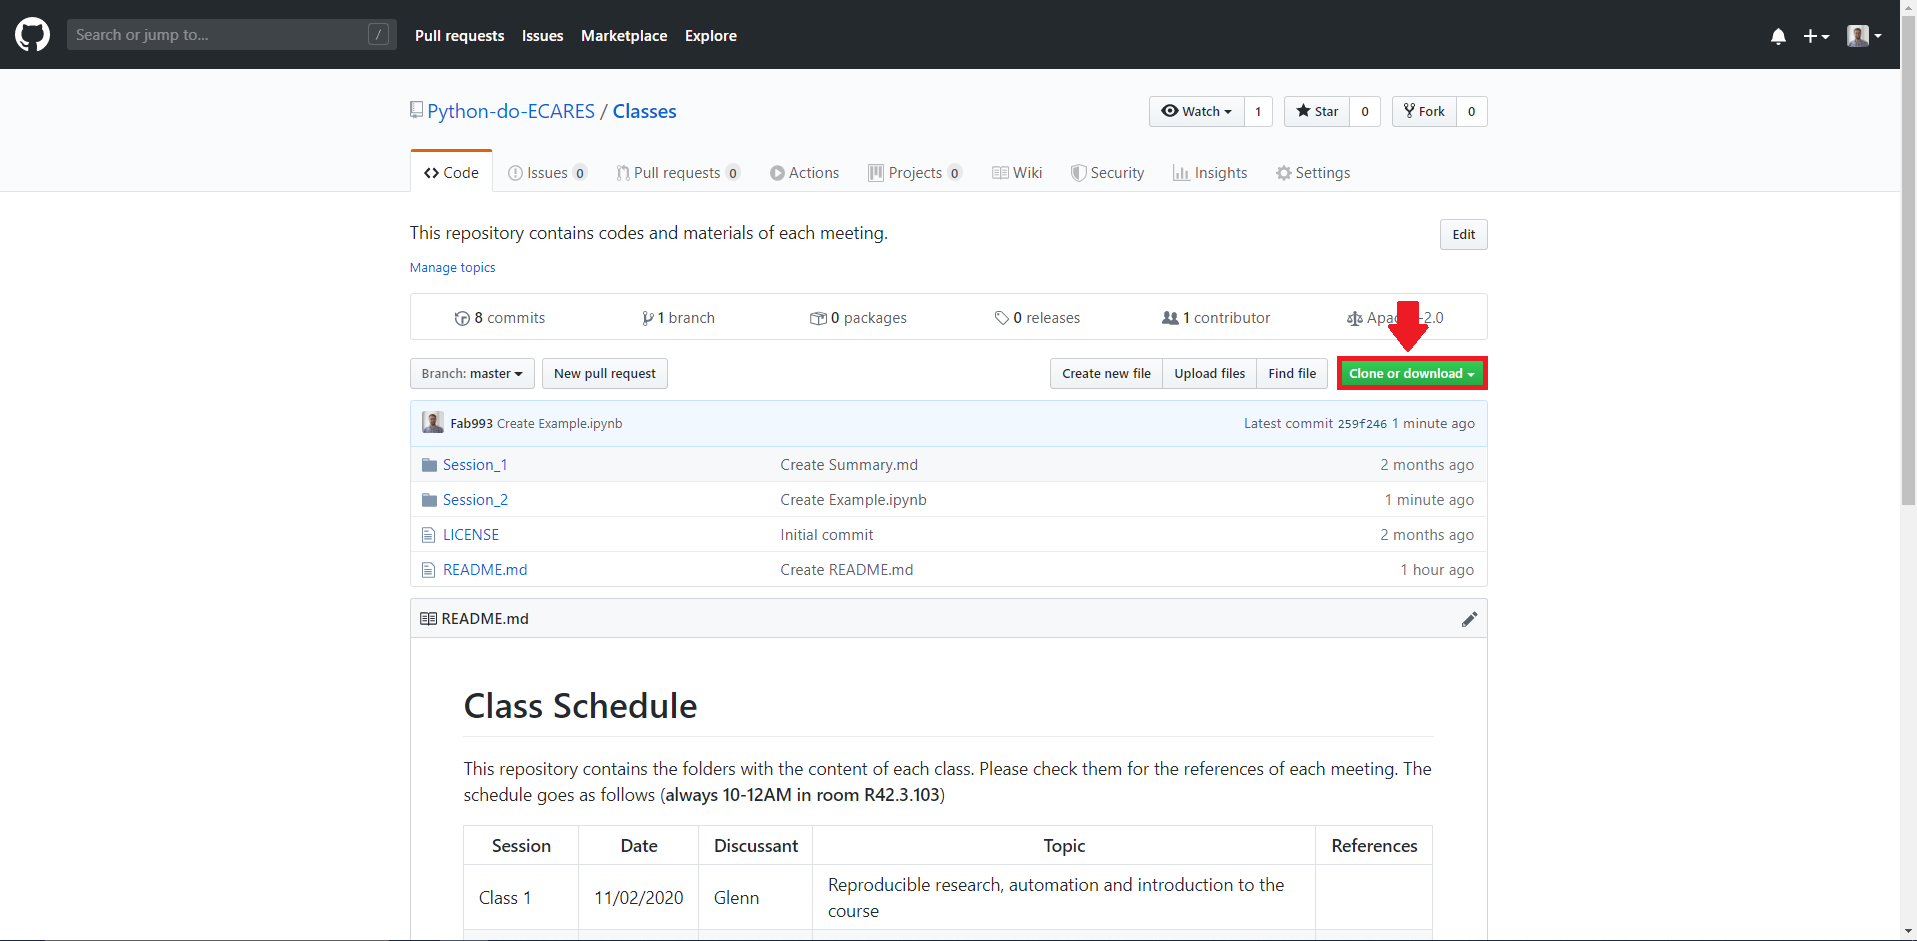 Search or jump to... / Pull requests Issues Marketplace Explore
Python-do-ECARES / Classes Watch 1 Star 0 Fork 0
Code Issues 0 Pull requests 0 Actions Projects 0 Wiki Security Insights Settings
This repository contains codes and materials of each meeting. Edit
Manage topics
8 commits 1 branch 0 packages 0 releases 1 contributor -2.0
Branch: master New pull request Create new file Upload files Find file Clone or download
Fab993 Create Example.ipynb Latest commit 259f246 1 minute ago
Session_1 Create Summary.md 2 months ago
Session_2 Create Example.ipynb 1 minute ago
LICENSE Initial commit 2 months ago
README.md Create README.md 1 hour ago
README.md
Class Schedule
This repository contains the folders with the content of each class. Please check them for the references of each meeting. The
schedule goes as follows (always 10-12AM in room R42.3.103)
Session Date Discussant Topic References
Class 1 11/02/2020 Glenn Reproducible research, automation and introduction to the
course